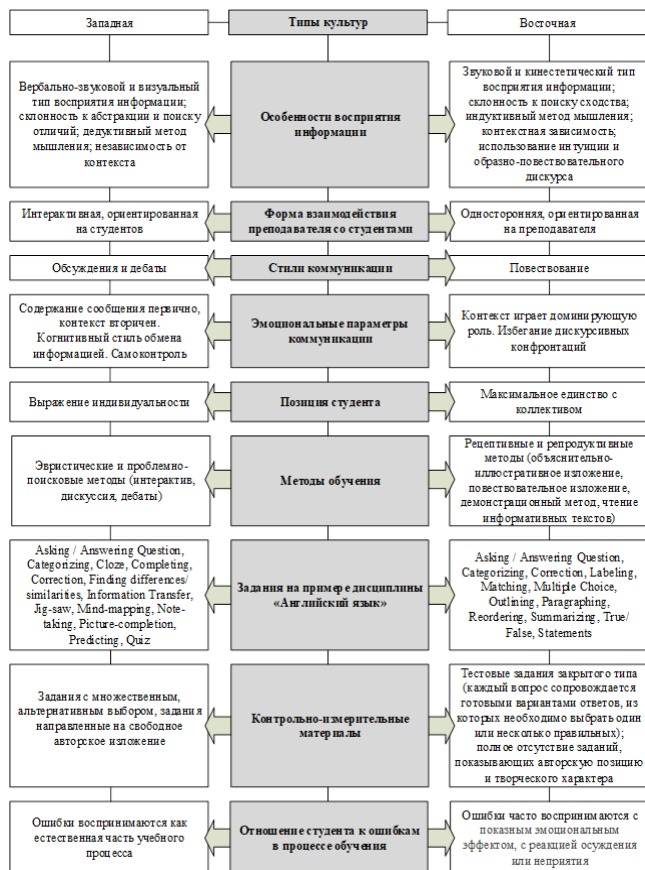 Западная
Типы культур
Восточная
Вербально-звуковой и визуальный
тип восприятия информации;
склонность к абстракции и поиску
отличий; дедуктивный метод
мышления; независимость от
контекста
Особенности восприятия
информации
Звуковой и кинестетический тип
восприятия информации;
склонность к поиску сходства;
индуктивный метод мышления;
контекстная зависимость;
использование интуиции и
образно-повествовательного
дискурса
Интерактивная, ориентированная
на студентов
Форма взаимодействия
преподавателя со студентами
Односторонняя, ориентированная
на преподавателя
Обсуждения и дебаты
Стили коммуникации
Повествование
Содержание сообщения первично,
контекст вторичен.
Когнитивный стиль обмена
информацией. Самоконтроль
Эмоциональные параметры
коммуникации
Контекст играет доминирующую
роль. Избегание дискурсивных
конфронтаций
Выражение индивидуальности
Позиция студента
Максимальное единство с
коллективом
Эвристические и проблемно-
поисковые методы (интерактив,
дискуссия, дебаты)
Методы обучения
Рецептивные и репродуктивные
методы (объяснительно-
иллюстративное изложение,
повествовательное изложение,
демонстрационный метод, чтение
информативных текстов)
Asking / Answering Question,
Categorizing, Cloze, Completing,
Correction, Finding differences/
similarities, Information Transfer,
Jig-saw, Mind-mapping, Note-
taking, Picture-completion,
Predicting, Quiz
Задания на примере дисциплины
«Английский язык»
Asking / Answering Question,
Categorizing, Correction, Labeling,
Matching, Multiple Choice,
Outlining, Paragraphing,
Reordering, Summarizing, True/
False, Statements
Задания с множественным,
альтернативным выбором, задания
направленные на свободное
авторское изложение
Контрольно-измерительные
материалы
Тестовые задания закрытого типа
(каждый вопрос сопровождается
готовыми вариантами ответов, из
которых необходимо выбрать один
или несколько правильных);
полное отсутствие заданий,
показывающих авторскую позицию
и творческого характера
Ошибки воспринимаются как
естественная часть учебного
процесса
Отношение студента к ошибкам
в процессе обучения
Ошибки часто воспринимаются с
показным эмоциональным
эффектом, с реакцией осуждения
или неприятия